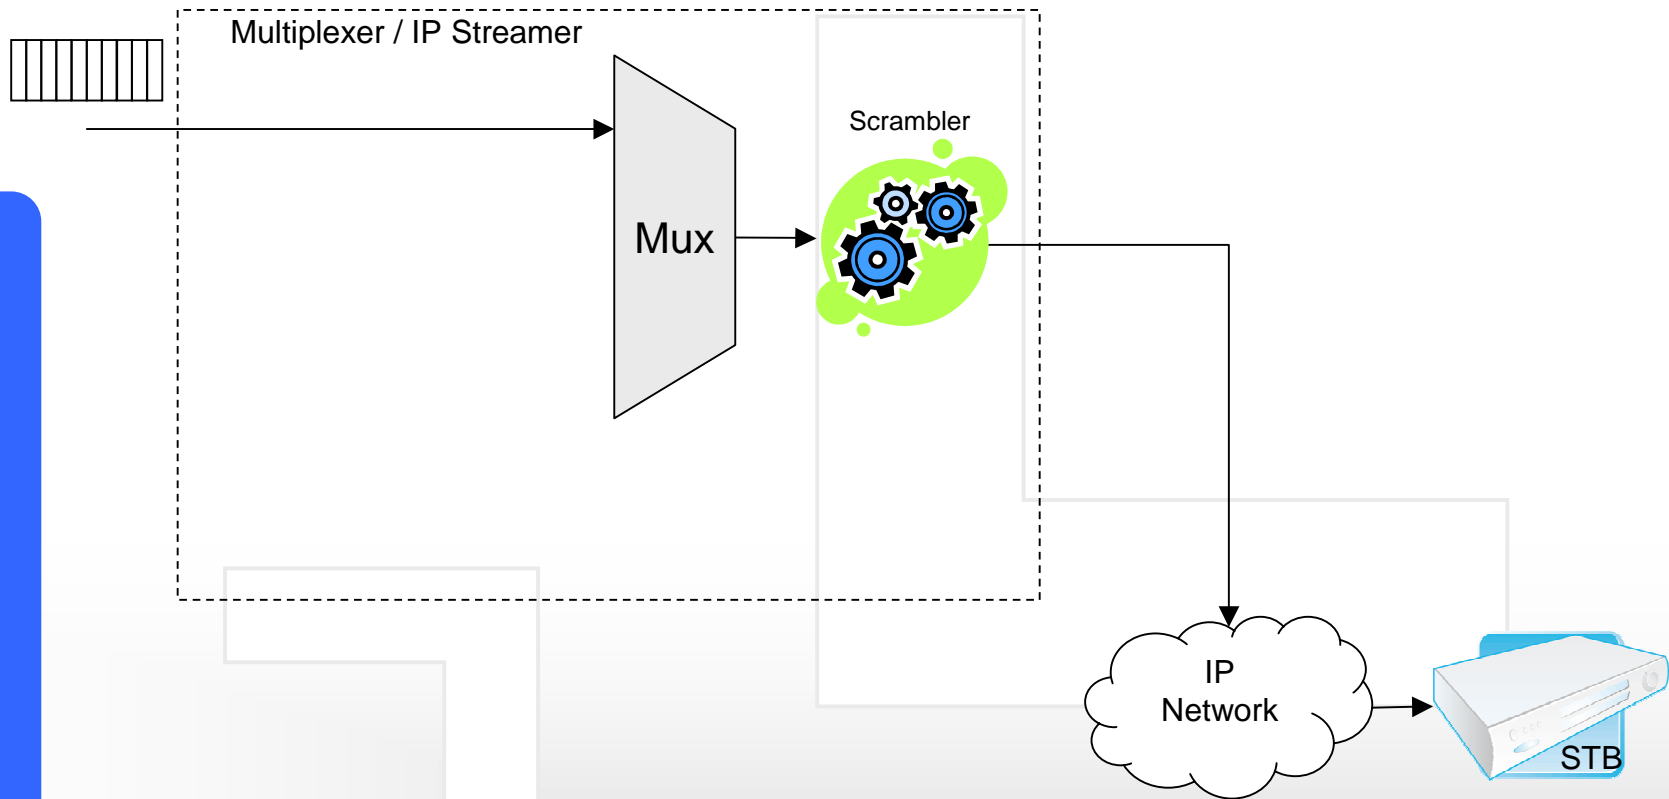 Multiplexer / IP Streamer
Scrambler
Mux
IP
Network
STB